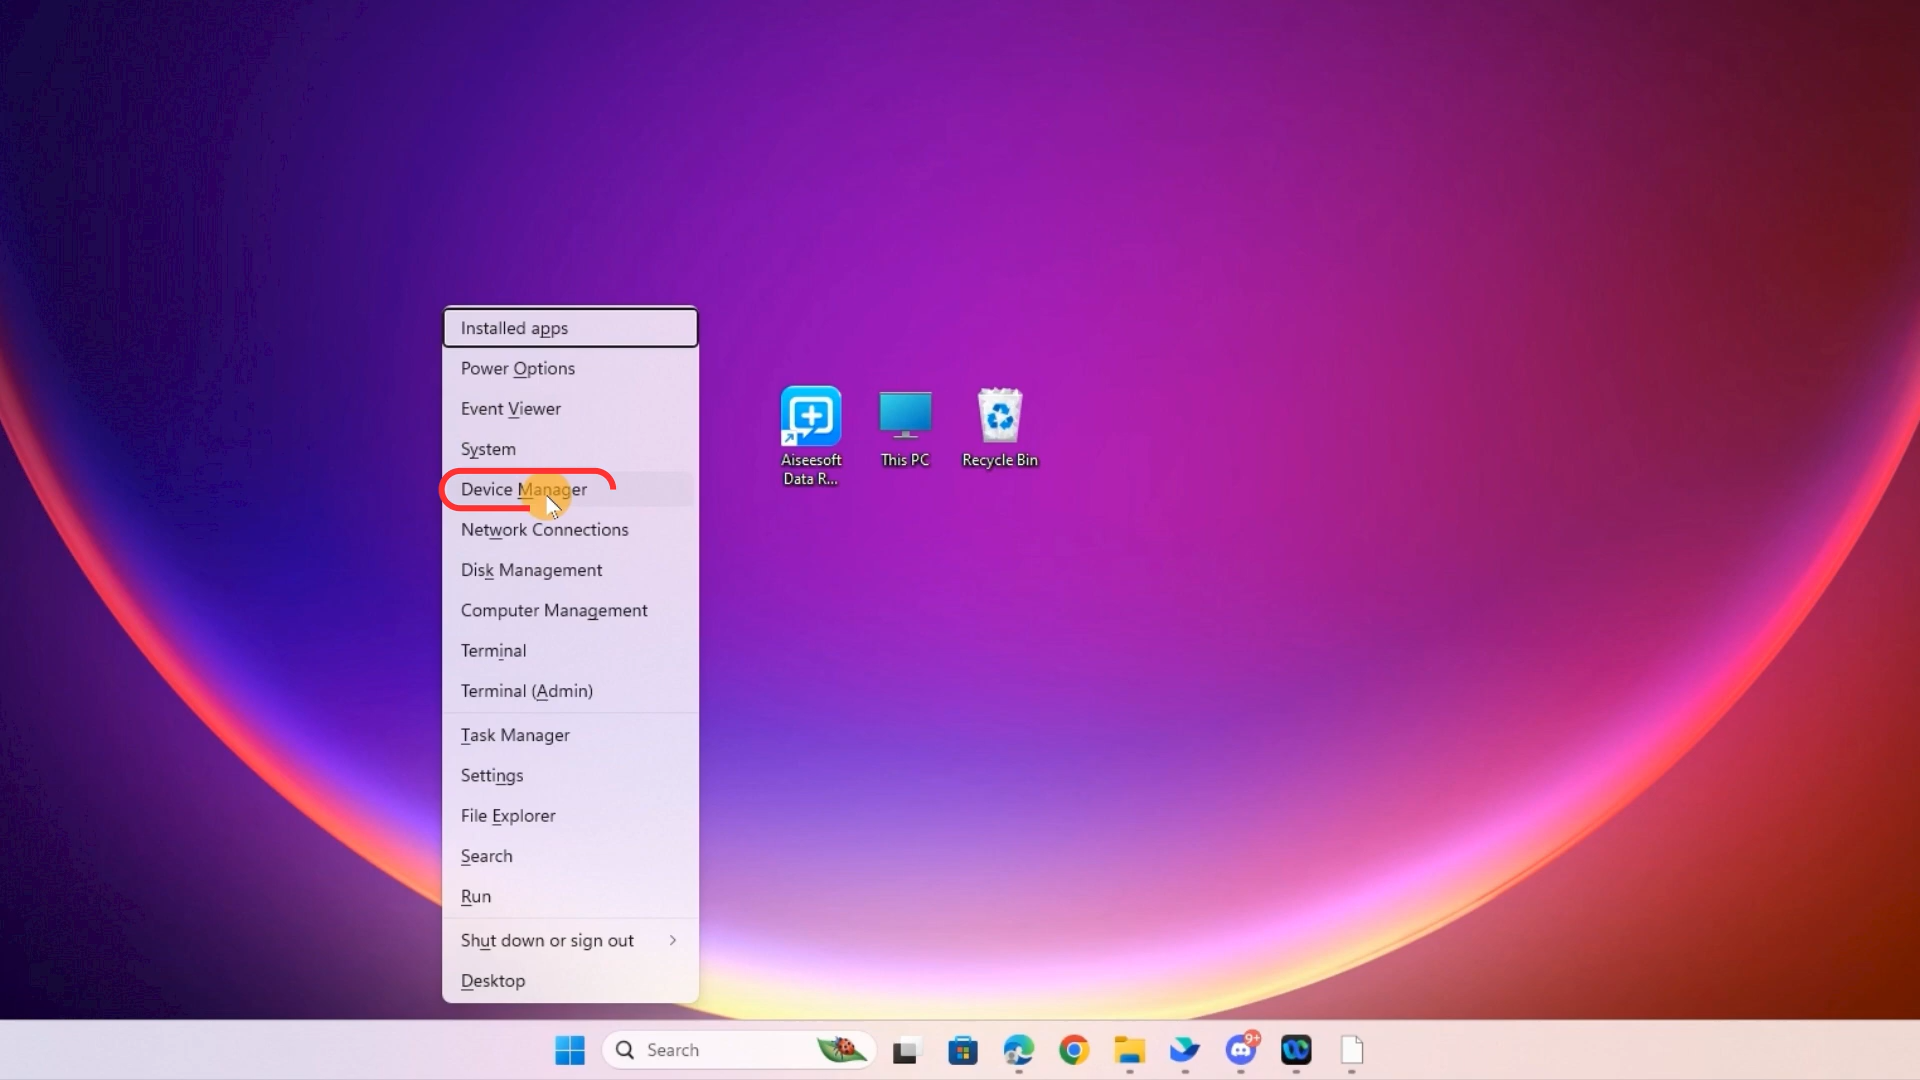 Installed apps
Power Options
Event Viewer
System
Device Manager
Network Connections
Disk Management
Computer Management
Terminal
Terminal (Admin)
Task Manager
Settings
File Explorer
Search
Run
Shut down or sign out
Desktop
Aiseesoft
Data R...
This PC
Recycle Bin
Search
9+